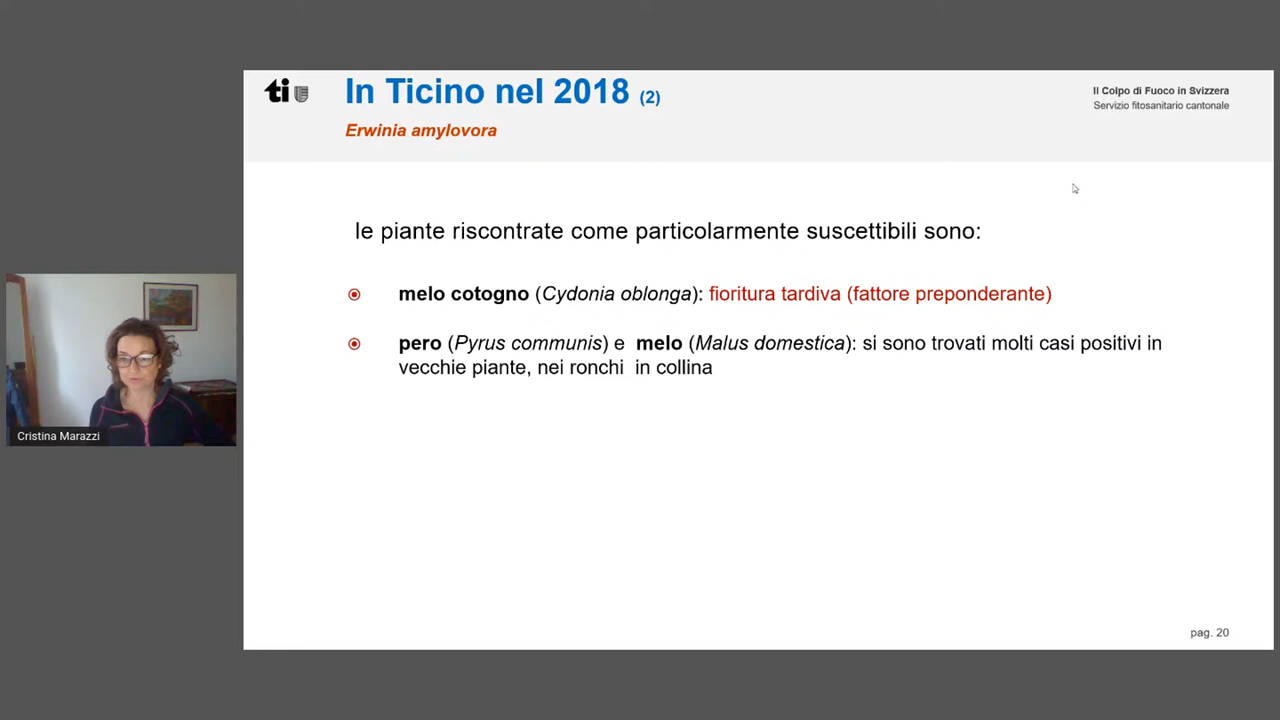 ti
In Ticino nel 2018 (2)
Erwinia amylovora
Il Colpo di Fuoco in Svizzera
Servizio fitosanitario cantonale
le piante riscontrate come particolarmente suscettibili sono:
melo cotogno (Cydonia oblonga): fioritura tardiva (fattore preponderante)
pero (Pyrus communis) e melo (Malus domestica): si sono trovati molti casi positivi in
vecchie piante, nei ronchi in collina
Cristina Marazzi
pag. 20